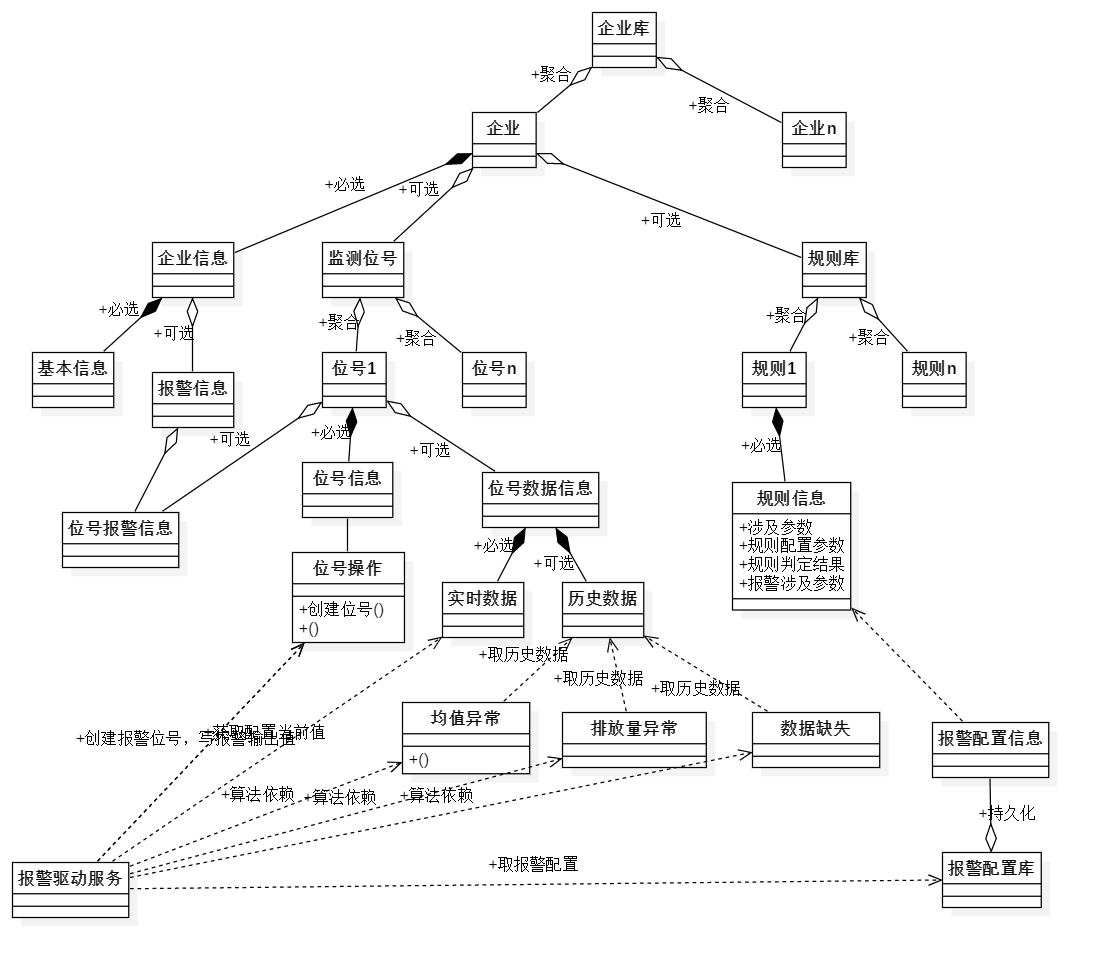 企业库
+聚合
+聚合
企业
企业n
+必选
+可选
+可选
企业信息
监测位号
规则库
+必选
+可选
+聚合
+聚合
+聚合
+聚合
基本信息
报警信息
位号1
位号n
规则1
规则n
+可选
+必选
+可选
+必选
位号报警信息
位号信息
位号数据信息
规则信息
+涉及参数
+规则配置参数
+规则判定结果
+报警涉及参数
+必选
+可选
位号操作
+创建位号()
+()
实时数据
历史数据
+取历史数据
+取历史数据
+取历史数据
均值异常
+()
排放量异常
数据缺失
报警配置信息
+创建报警位号，写报警输出值
+获取配置当前值
+算法依赖
+算法依赖
+算法依赖
+持久化
报警驱动服务
+取报警配置
报警配置库